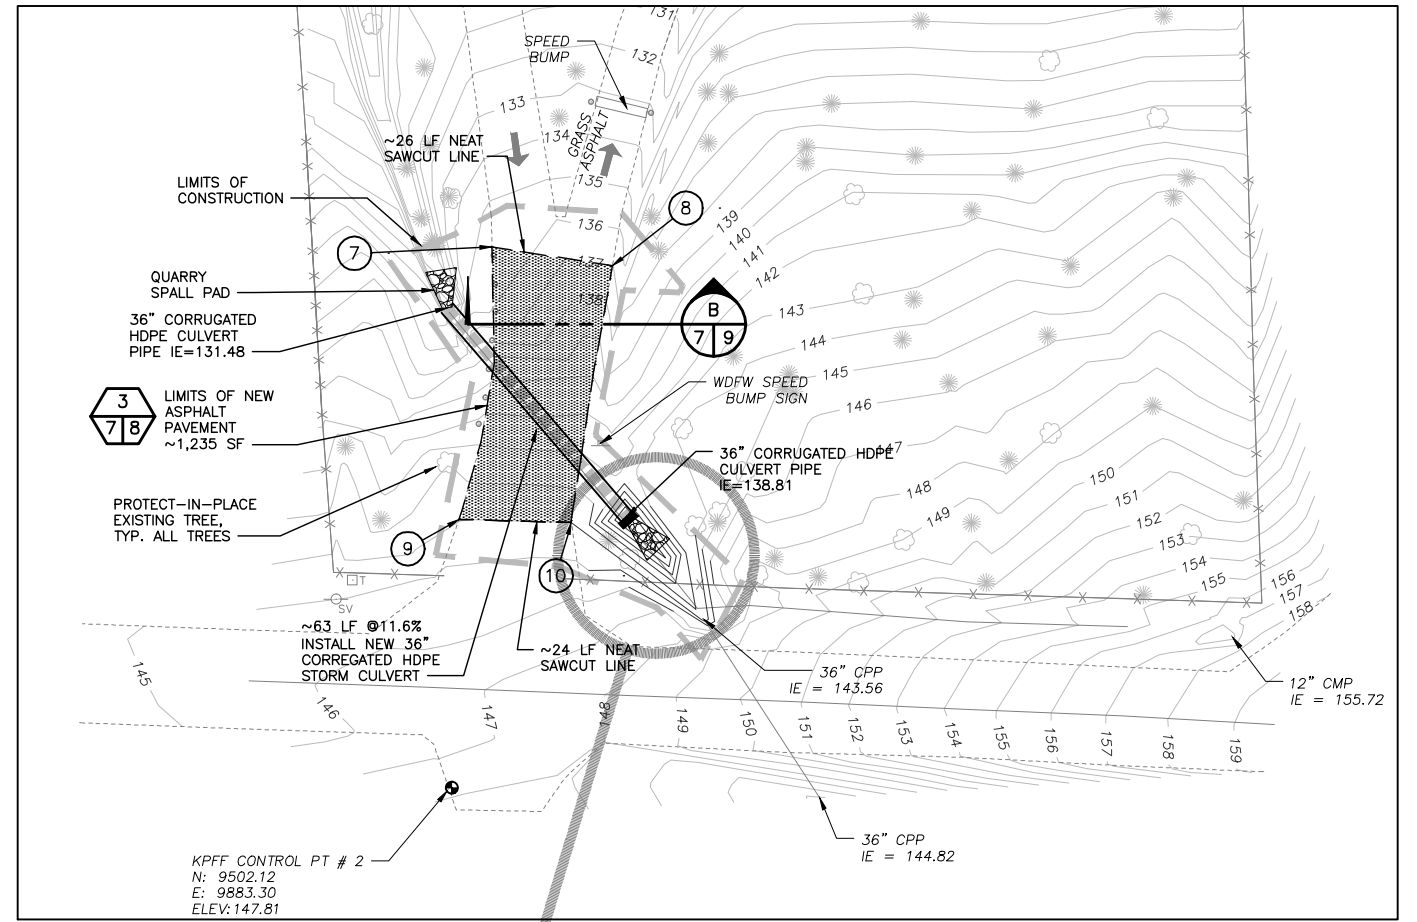 131
SPEED
BUMP
132
133
134
GRASS
ASPHALT
~26 LF NEAT
SAWCUT LINE
135
LIMITS OF
CONSTRUCTION
136
8
7
137
139
140
141
142
QUARRY
SPALL PAD
138
143
B
7 9
36" CORRUGATED
HDPE CULVERT
PIPE IE=131.48
144
145
146
147
148
149
150
151
152
153
154
155
156
157
158
WDFW SPEED
BUMP SIGN
3
7 8
LIMITS OF NEW
ASPHALT
PAVEMENT
~1,235 SF
36" CORRUGATED HDPE
CULVERT PIPE
IE=138.81
PROTECT-IN-PLACE
EXISTING TREE,
TYP. ALL TREES
9
10
T
SV
~63 LF @11.6%
INSTALL NEW 36"
CORREGATED HDPE
STORM CULVERT
~24 LF NEAT
SAWCUT LINE
36" CPP
IE = 143.56
12" CMP
IE = 155.72
145
146
147
148
149
150
151
152
153
154
155
156
157
158
159
36" CPP
IE = 144.82
KPFF CONTROL PT # 2
N: 9502.12
E: 9883.30
ELEV:147.81